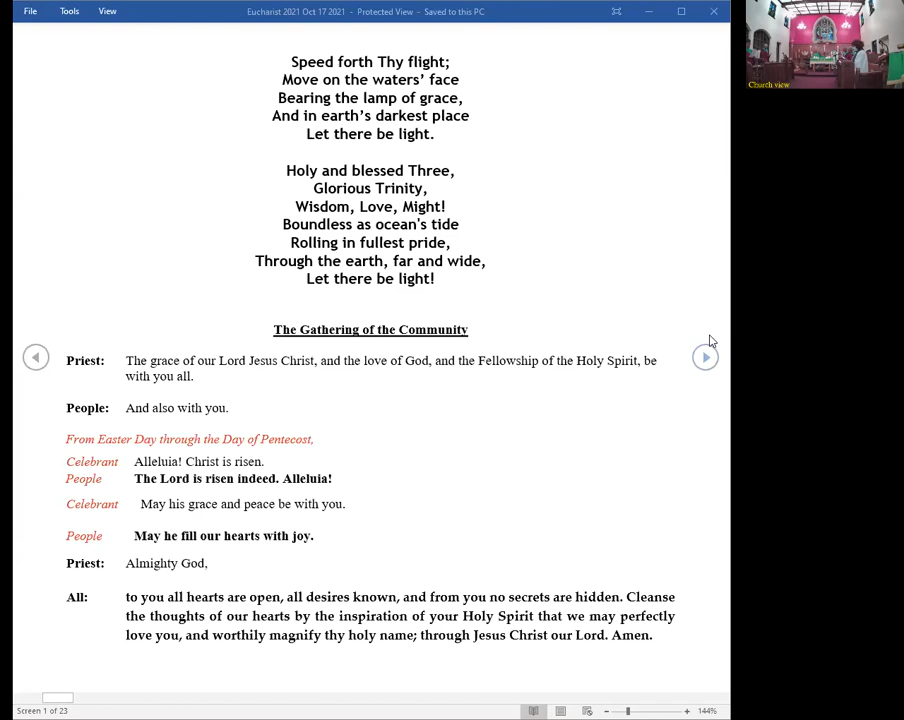 File Tools View Eucharist 2021 Oct 17 2021 - Protected View - Saved to this PC
Speed forth Thy flight;
Move on the waters’ face
Bearing the lamp of grace,
And in earth’s darkest place
Let there be light.
Holy and blessed Three,
Glorious Trinity,
Wisdom, Love, Might!
Boundless as ocean's tide
Rolling in fullest pride,
Through the earth, far and wide,
Let there be light!
The Gathering of the Community
Priest: The grace of our Lord Jesus Christ, and the love of God, and the Fellowship of the Holy Spirit, be
with you all.
People: And also with you.
From Easter Day through the Day of Pentecost,
Celebrant Alleluia! Christ is risen.
People The Lord is risen indeed. Alleluia!
Celebrant May his grace and peace be with you.
People May he fill our hearts with joy.
Priest: Almighty God,
All: to you all hearts are open, all desires known, and from you no secrets are hidden. Cleanse
the thoughts of our hearts by the inspiration of your Holy Spirit that we may perfectly
love you, and worthily magnify thy holy name; through Jesus Christ our Lord. Amen.
Screen 1 of 23 144%
Church view